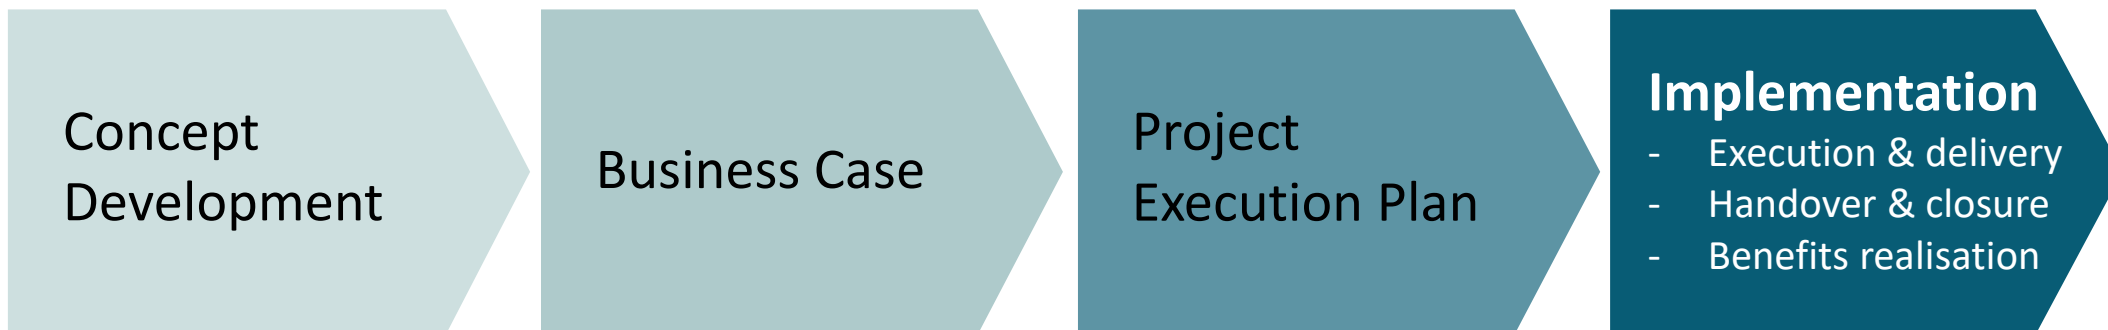 Concept
Development
Business Case
Project
Execution Plan
Implementation
- Execution & delivery
- Handover & closure
- Benefits realisation